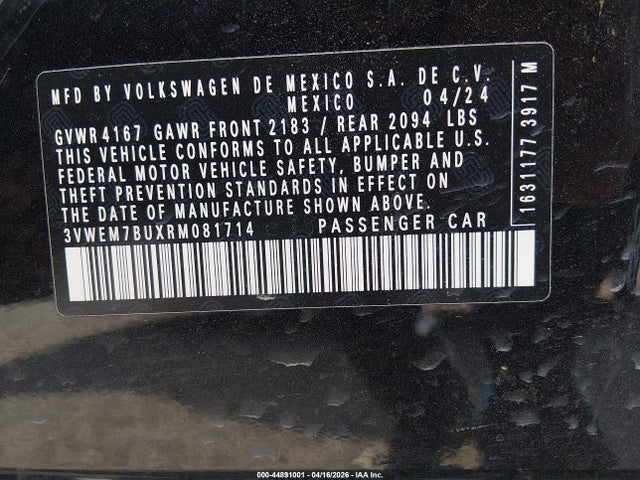 MFD BY VOLKSWAGEN DE MEXICO S.A. DE C.V.
MEXICO 04/24
GVWR 4167 GAWR FRONT 2183 / REAR 2094 LBS
THIS VEHICLE CONFORMS TO ALL APPLICABLE U.S.
FEDERAL MOTOR VEHICLE SAFETY, BUMPER AND
THEFT PREVENTION STANDARDS IN EFFECT ON
THE DATE OF MANUFACTURE SHOWN ABOVE.
3VWEM7BUXRM081714 PASSENGER CAR
1631177 3917 M
000-44891001 - 04/16/2026 - IAA Inc.